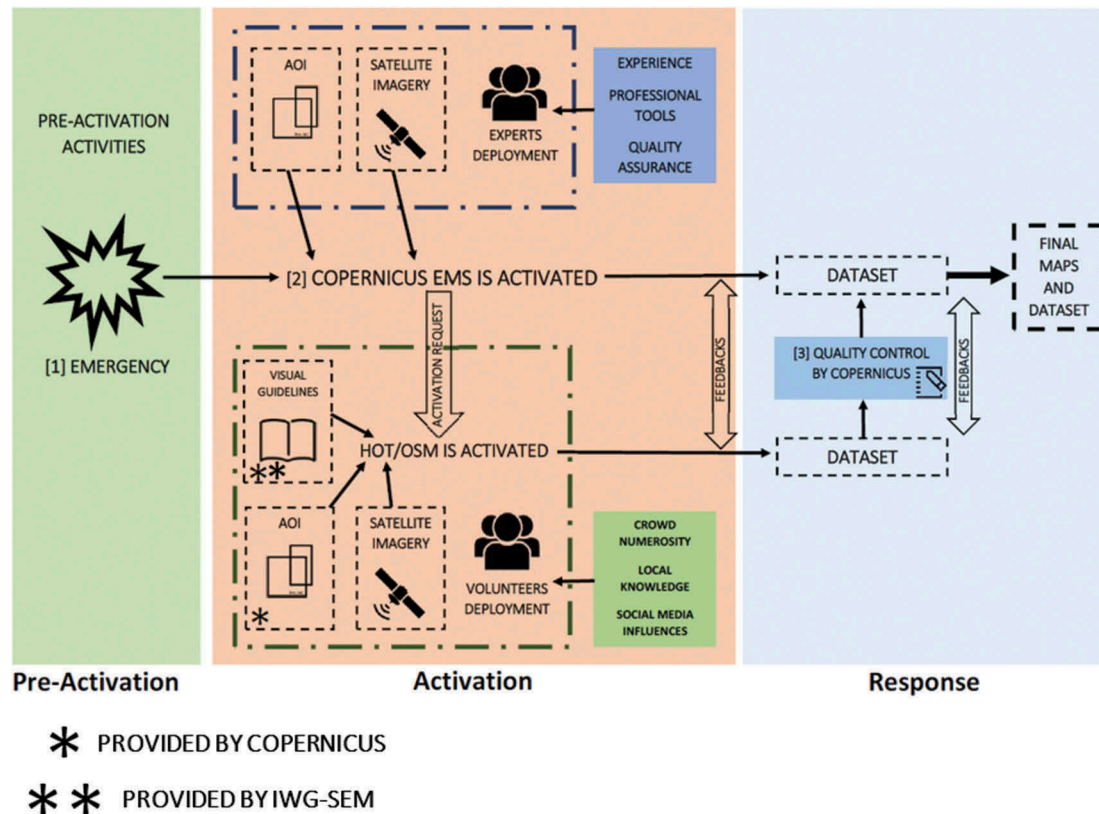 PRE-ACTIVATION
ACTIVITIES
[1] EMERGENCY
AOI
SATELLITE
IMAGERY
EXPERTS
DEPLOYMENT
EXPERIENCE
PROFESSIONAL
TOOLS
QUALITY
ASSURANCE
[2] COPERNICUS EMS IS ACTIVATED
ACTIVATION REQUEST
VISUAL
GUIDELINES
**
HOT/OSM IS ACTIVATED
AOI
*
SATELLITE
IMAGERY
VOLUNTEERS
DEPLOYMENT
CROWD
NUMEROSITY
LOCAL
KNOWLEDGE
SOCIAL MEDIA
INFLUENCES
FEEDBACKS
DATASET
[3] QUALITY CONTROL
BY COPERNICUS
DATASET
FEEDBACKS
FINAL
MAPS
AND
DATASET
Pre-Activation
Activation
Response
* PROVIDED BY COPERNICUS
* * PROVIDED BY IWG-SEM